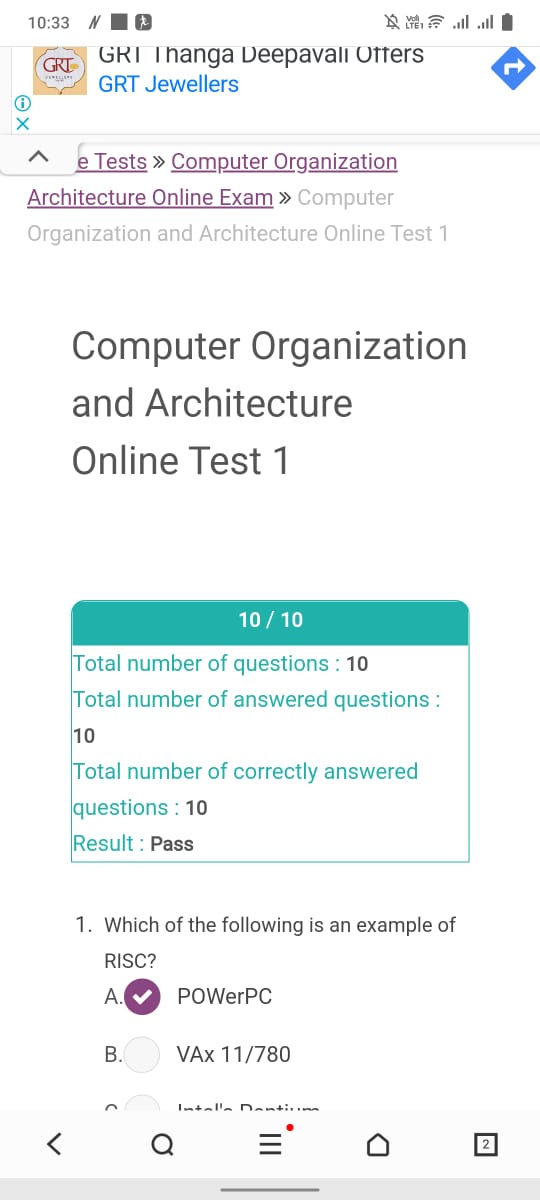 10:33
GRT Thanga Deepavali Offers
GRT
JEWELLERS
GRT Jewellers
e Tests » Computer Organization
Architecture Online Exam » Computer
Organization and Architecture Online Test 1
Computer Organization
and Architecture
Online Test 1
10 / 10
Total number of questions : 10
Total number of answered questions :
10
Total number of correctly answered
questions : 10
Result : Pass
1. Which of the following is an example of
RISC?
A. POWerPC
B. VAx 11/780
Intel's Pentium
2